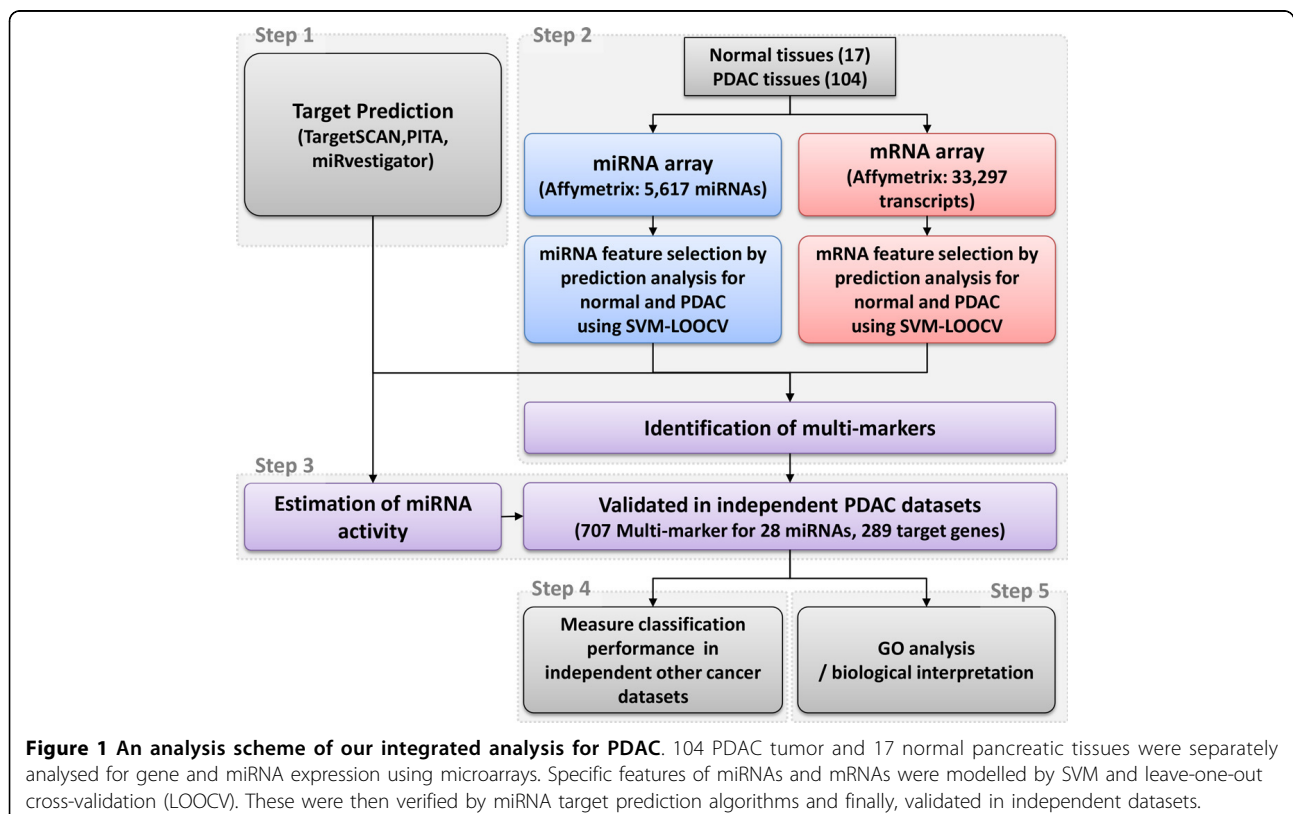 Step 1
Target Prediction
(TargetSCAN,PITA,
miRvestigator)
Step 2
Normal tissues (17)
PDAC tissues (104)
miRNA array
(Affymetrix: 5,617 miRNAs)
mRNA array
(Affymetrix: 33,297
transcripts)
miRNA feature selection by
prediction analysis for
normal and PDAC
using SVM-LOOCV
mRNA feature selection by
prediction analysis for
normal and PDAC
using SVM-LOOCV
Identification of multi-markers
Step 3
Estimation of miRNA
activity
Validated in independent PDAC datasets
(707 Multi-marker for 28 miRNAs, 289 target genes)
Step 4
Measure classification
performance in
independent other cancer
datasets
Step 5
GO analysis
/ biological interpretation
Figure 1 An analysis scheme of our integrated analysis for PDAC. 104 PDAC tumor and 17 normal pancreatic tissues were separately
analysed for gene and miRNA expression using microarrays. Specific features of miRNAs and mRNAs were modelled by SVM and leave-one-out
cross-validation (LOOCV). These were then verified by miRNA target prediction algorithms and finally, validated in independent datasets.